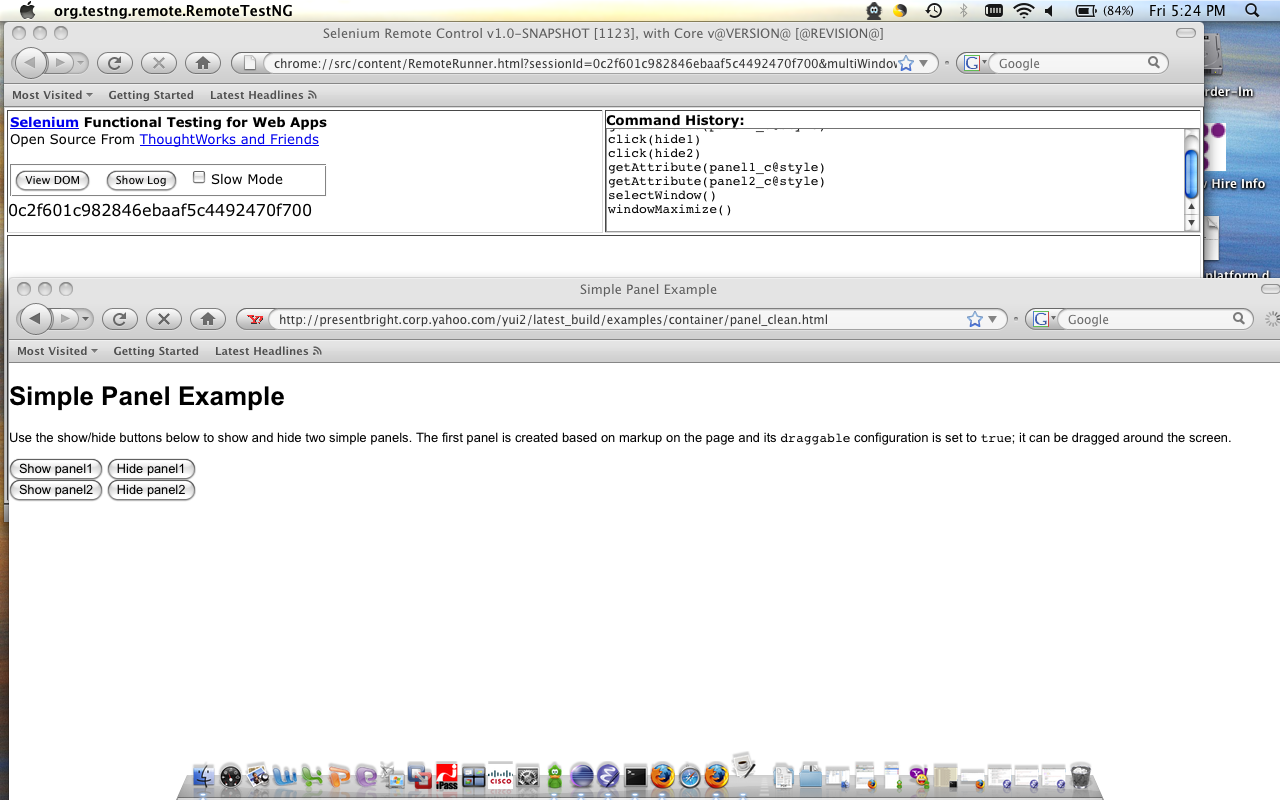 org.testng.remote.RemoteTestNG
(84%) Fri 5:24 PM
Selenium Remote Control v1.0-SNAPSHOT [1123], with Core v@VERSION@ [@REVISION@]
chrome://src/content/RemoteRunner.html?sessionId=0c2f601c982846ebaaf5c4492470f700&multiWindow
Google
Most Visited Getting Started Latest Headlines
Selenium Functional Testing for Web Apps
Open Source From ThoughtWorks and Friends
View DOM Show Log Slow Mode
0c2f601c982846ebaaf5c4492470f700
Command History:
click(hide1)
click(hide2)
getAttribute(panel1_c@style)
getAttribute(panel2_c@style)
selectWindow()
windowMaximize()
rder-Im
Hire Info
platform d
Simple Panel Example
http://presentbright.corp.yahoo.com/yui2/latest_build/examples/container/panel_clean.html
Google
Most Visited Getting Started Latest Headlines
Simple Panel Example
Use the show/hide buttons below to show and hide two simple panels. The first panel is created based on markup on the page and its draggable configuration is set to true; it can be dragged around the screen.
Show panel1 Hide panel1
Show panel2 Hide panel2
iPass
CISCO